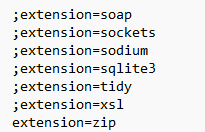 ;extension=soap
;extension=sockets
;extension=sodium
;extension=sqlite3
;extension=tidy
;extension=xsl
extension=zip